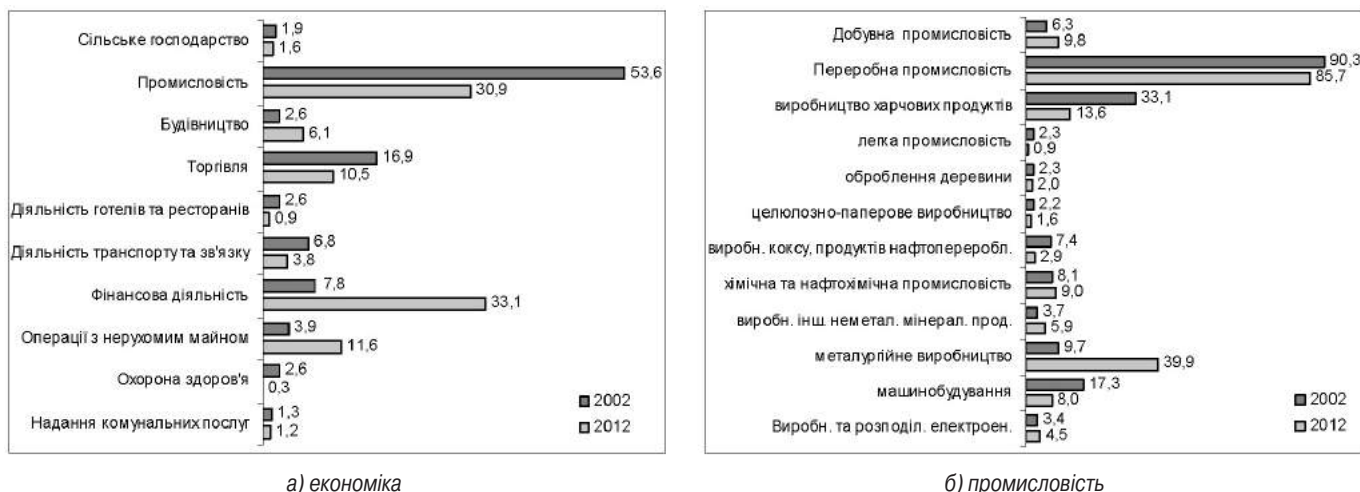 Сільське господарство
1,9
1,6
Промисловість
53,6
30,9
Будівництво
2,6
6,1
Торгівля
16,9
10,5
Діяльність готелів та ресторанів
2,6
0,9
Діяльність транспорту та зв'язку
6,8
3,8
Фінансова діяльність
7,8
33,1
Операції з нерухомим майном
3,9
11,6
Охорона здоров'я
2,6
0,3
Надання комунальних послуг
1,3
1,2
2002
2012
а) економіка
Добувна промисловість
6,3
9,8
Переробна промисловість
90,3
85,7
виробництво харчових продуктів
33,1
13,6
легка промисловість
2,3
0,9
оброблення деревини
2,3
2,0
целюлозно-паперове виробництво
2,2
1,6
виробн. коксу, продуктів нафтопереробл.
7,4
2,9
хімічна та нафтохімічна промисловість
8,1
9,0
виробн. інш. неметал. мінерал. прод.
3,7
5,9
металургійне виробництво
9,7
39,9
машинобудування
17,3
8,0
Виробн. та розподіл. електроен.
3,4
4,5
2002
2012
б) промисловість